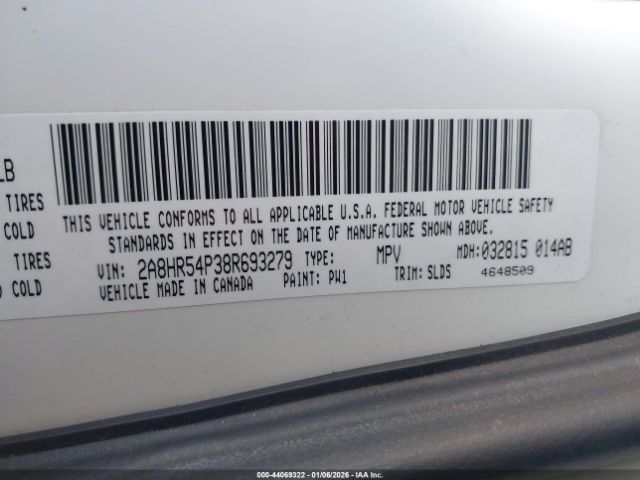 LB
TIRES
COLD
TIRES
COLD
THIS VEHICLE CONFORMS TO ALL APPLICABLE U.S.A. FEDERAL MOTOR VEHICLE SAFETY
STANDARDS IN EFFECT ON THE DATE OF MANUFACTURE SHOWN ABOVE.
VIN: 2A8HR54P38R693279 TYPE: MPV MDH:032815 014AB
VEHICLE MADE IN CANADA PAINT: PW1 TRIM: SLDS 4648509
000-44069322 - 01/06/2026 - IAAI.COM